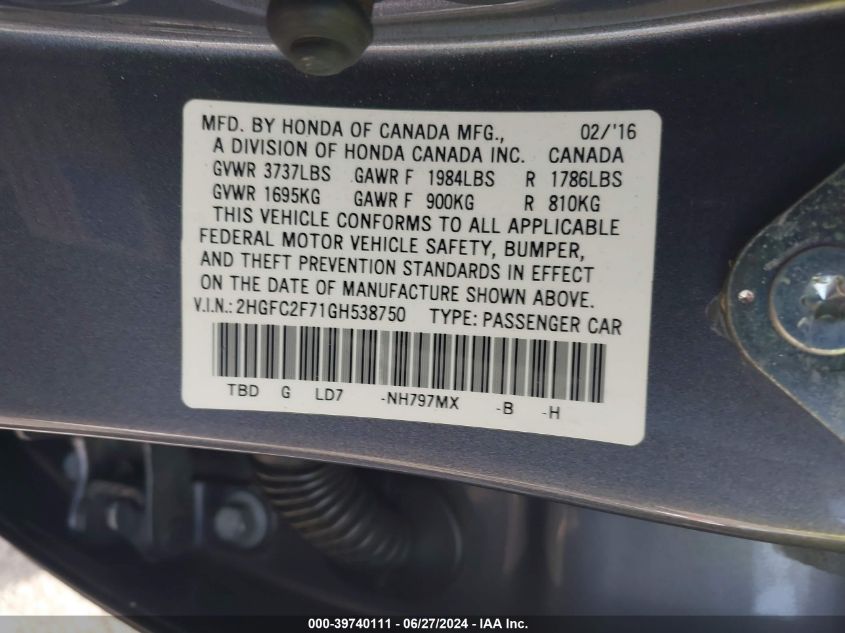 MFD. BY HONDA OF CANADA MFG., 02/'16
A DIVISION OF HONDA CANADA INC. CANADA
GVWR 3737LBS GAWR F 1984LBS R 1786LBS
GVWR 1695KG GAWR F 900KG R 810KG
THIS VEHICLE CONFORMS TO ALL APPLICABLE
FEDERAL MOTOR VEHICLE SAFETY, BUMPER,
AND THEFT PREVENTION STANDARDS IN EFFECT
ON THE DATE OF MANUFACTURE SHOWN ABOVE.
V.I.N.: 2HGFC2F71GH538750 TYPE: PASSENGER CAR
TBD G LD7 -NH797MX -B -H
000-39740111 - 06/27/2024 - IAA Inc.